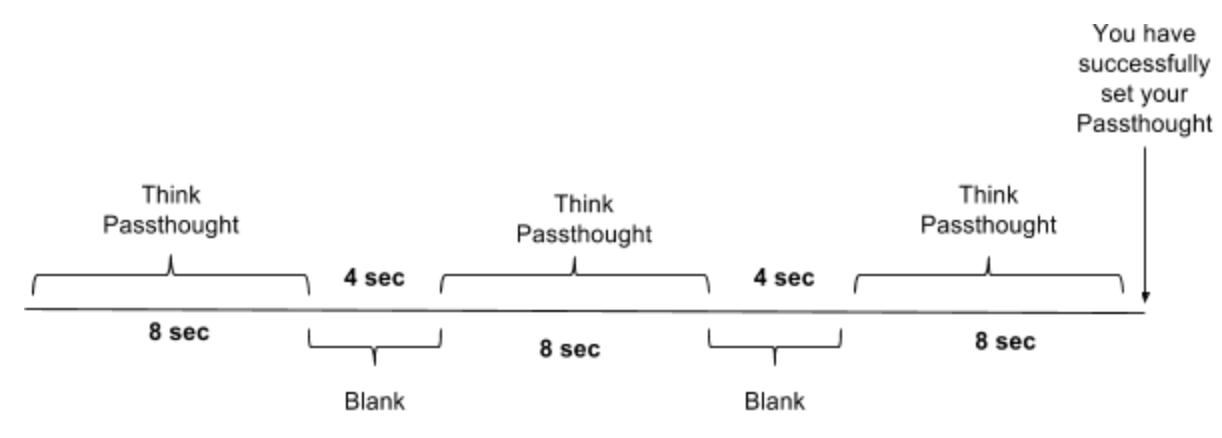 You have
successfully
set your
Passthought
Think
Passthought
Think
Passthought
Think
Passthought
4 sec
4 sec
8 sec
8 sec
8 sec
Blank
Blank